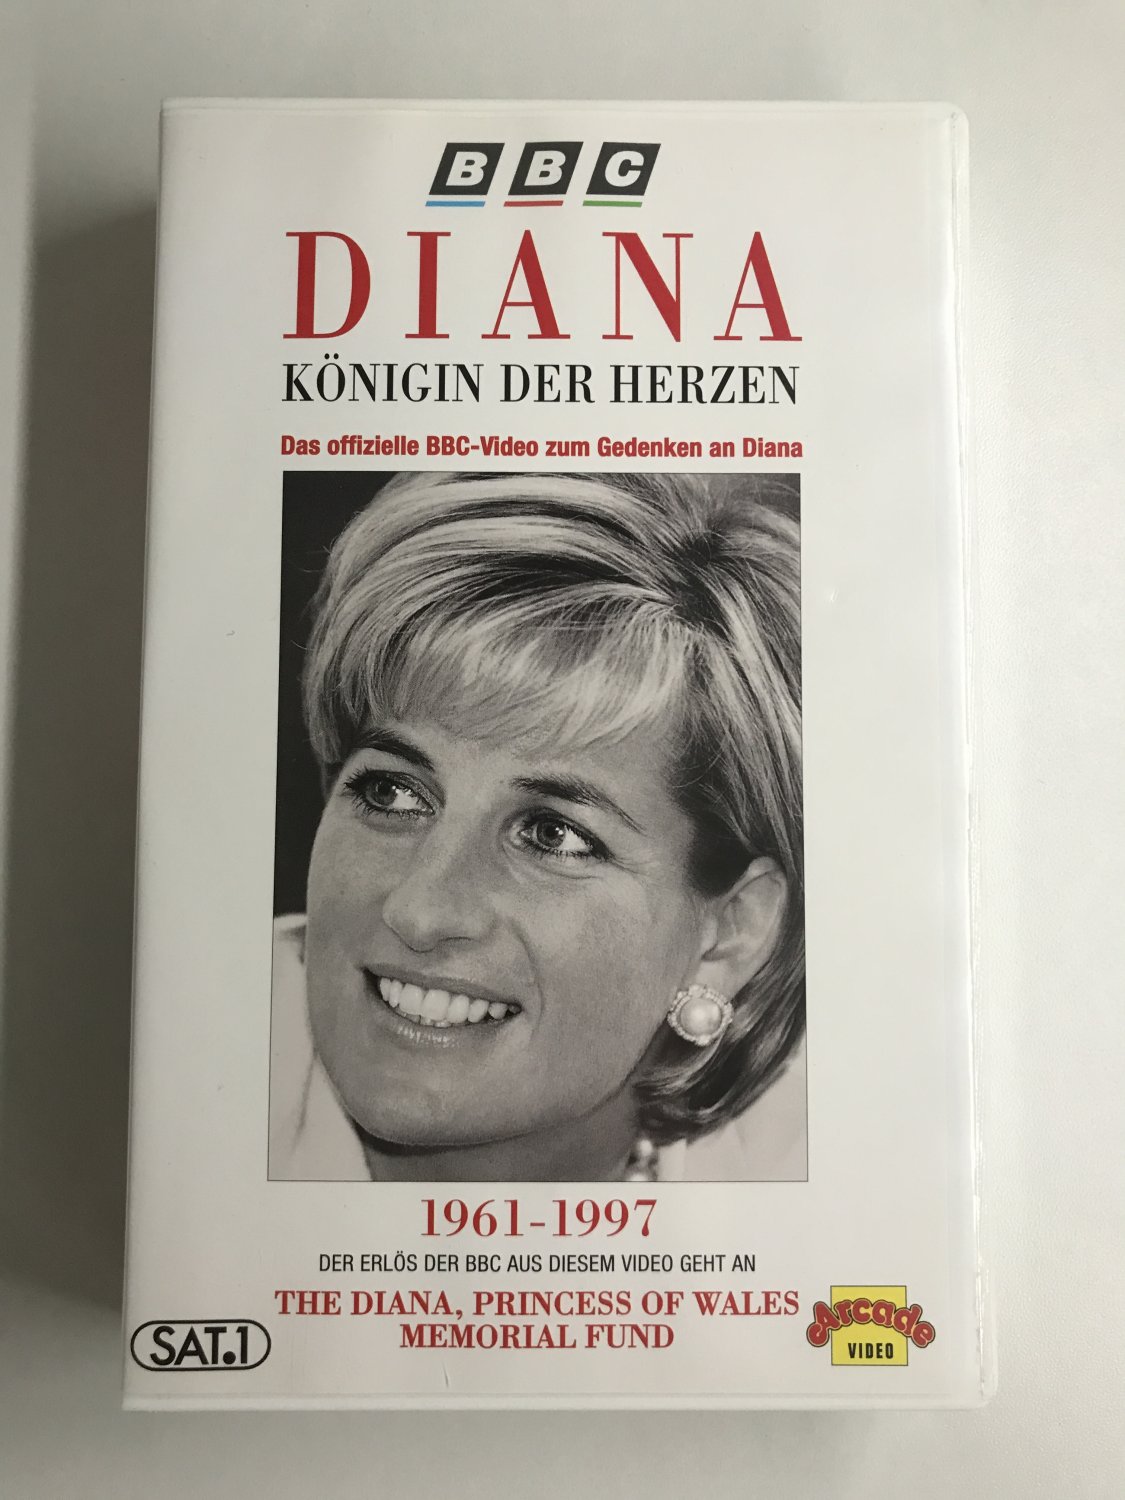 BBC
DIANA
KÖNIGIN DER HERZEN
Das offizielle BBC-Video zum Gedenken an Diana
1961-1997
DER ERLÖS DER BBC AUS DIESEM VIDEO GEHT AN
THE DIANA, PRINCESS OF WALES
MEMORIAL FUND
SAT.1
Arcade
VIDEO